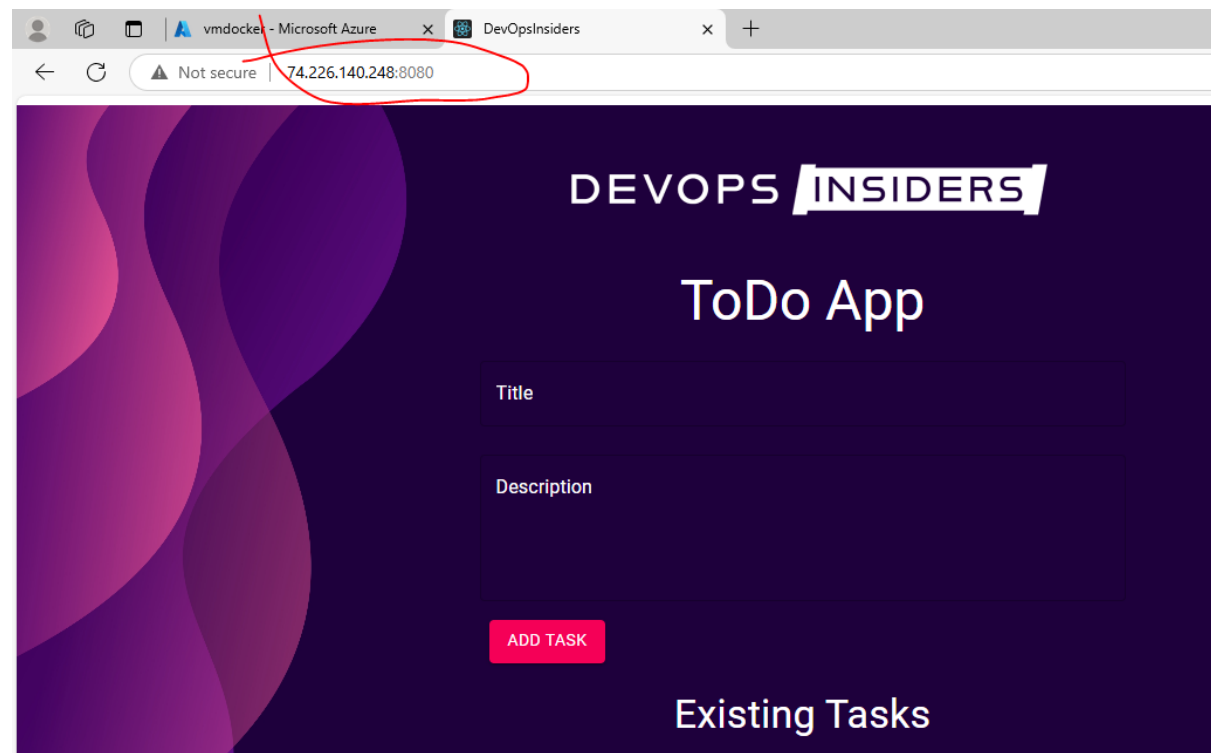 vmdocker - Microsoft Azure
DevOpsInsiders
Not secure
74.226.140.248:8080
DEVOPS INSIDERS
ToDo App
Title
Description
ADD TASK
Existing Tasks